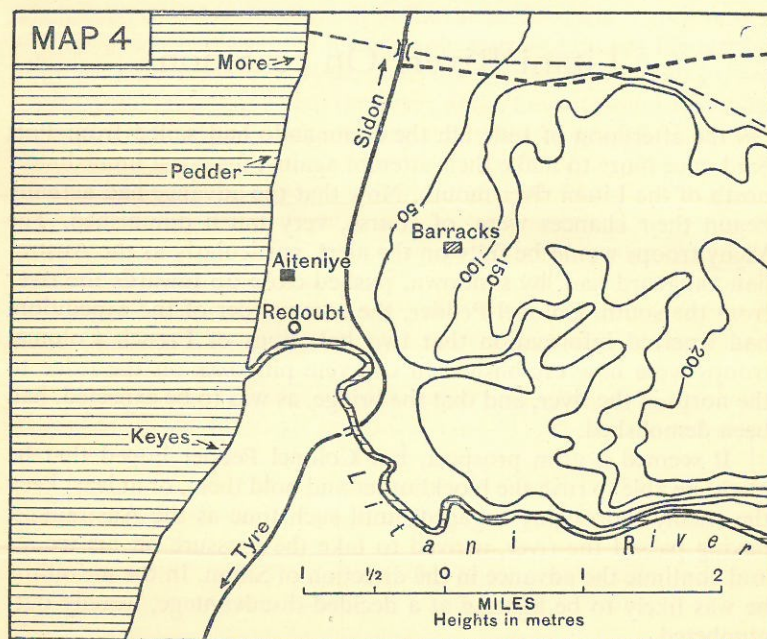 MAP 4
More
Pedder
Sidon
50
100
150
Barracks
Aiteniye
Redoubt
200
Keyes
Tyre
Litani River
1 1/2 0 1 2
MILES
Heights in metres